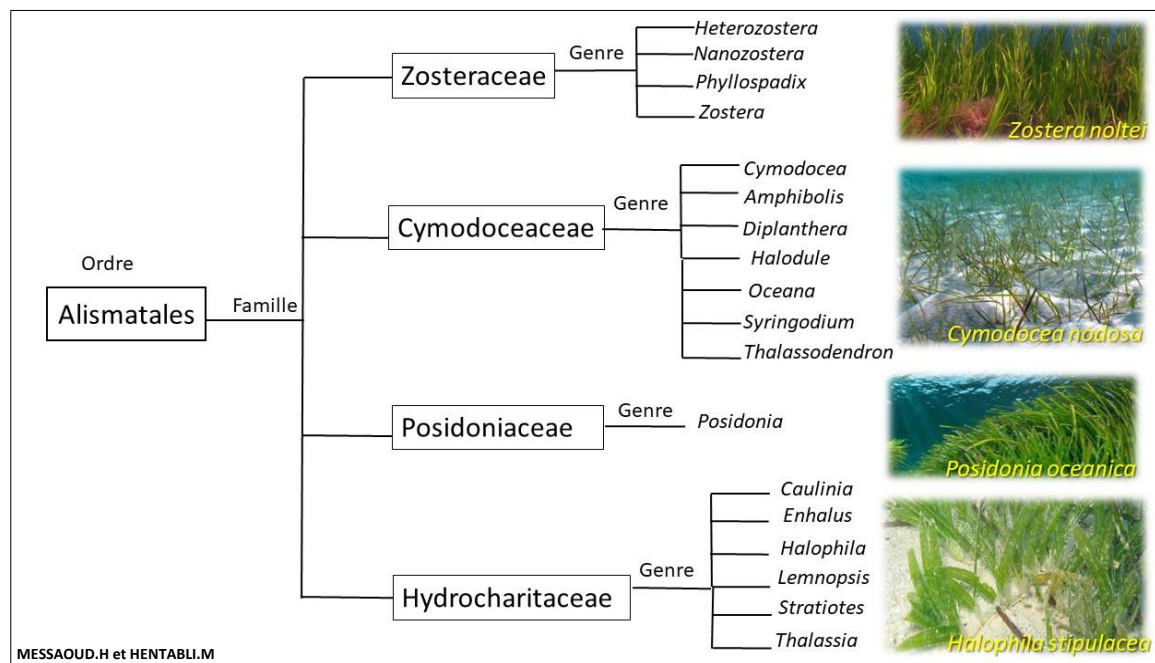 Ordre
Alismatales
Famille
Zosteraceae
Genre
Heterozostera
Nanozostera
Phyllospadix
Zostera
Zostera noltei
Cymodoceaceae
Genre
Cymodocea
Amphibolis
Diplanthera
Halodule
Oceana
Syringodium
Thalassodendron
Cymodocea nodosa
Posidoniaceae
Genre
Posidonia
Posidonia oceanica
Hydrocharitaceae
Genre
Caulinia
Enhalus
Halophila
Lemnopsis
Stratiotes
Thalassia
Halophila stipulacea
MESSAOUD.H et HENTABLI.M